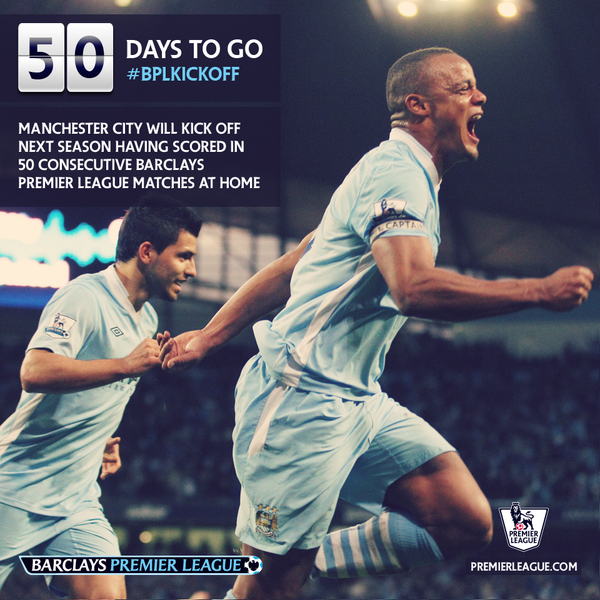 50
DAYS TO GO
#BPLKICKOFF
MANCHESTER CITY WILL KICK OFF
NEXT SEASON HAVING SCORED IN
50 CONSECUTIVE BARCLAYS
PREMIER LEAGUE MATCHES AT HOME
CAPTAIN
BARCLAYS PREMIER LEAGUE
PREMIER
LEAGUE
PREMIERLEAGUE.COM